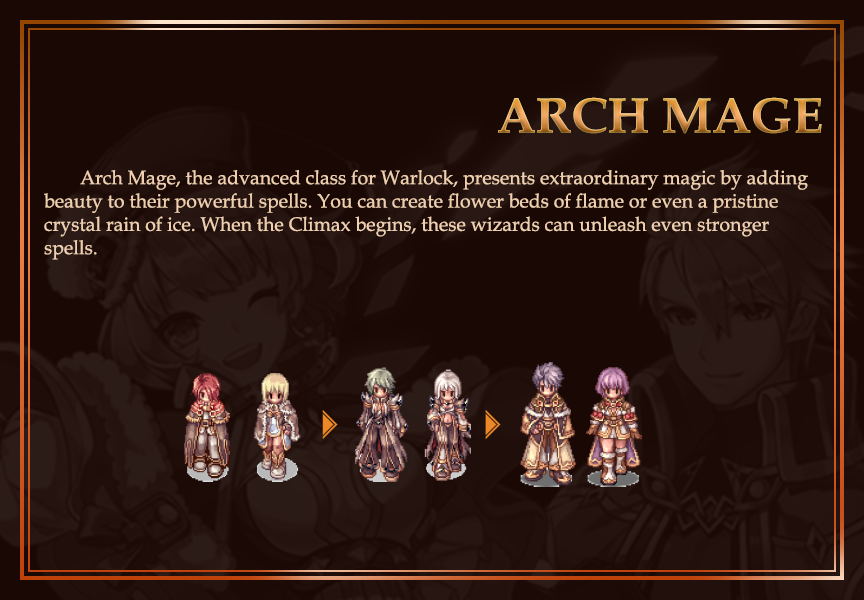 ARCH MAGE
Arch Mage, the advanced class for Warlock, presents extraordinary magic by adding
beauty to their powerful spells. You can create flower beds of flame or even a pristine
crystal rain of ice. When the Climax begins, these wizards can unleash even stronger
spells.